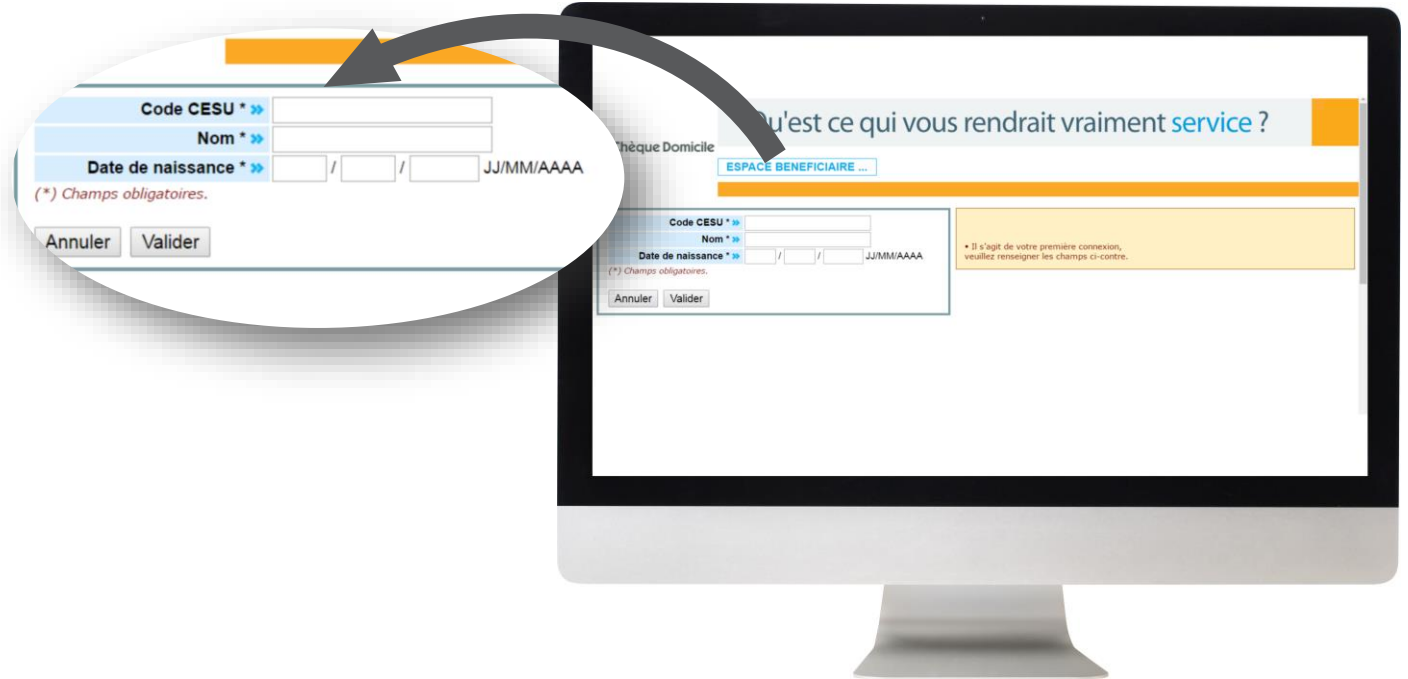 Code CESU * »
Nom * »
Date de naissance * » / / JJ/MM/AAAA
(*) Champs obligatoires.
Annuler Valider
Qu'est ce qui vous rendrait vraiment service ?
Chèque Domicile
ESPACE BENEFICIAIRE ...
Code CESU * »
Nom * »
Date de naissance * » / / JJ/MM/AAAA
(*) Champs obligatoires.
Annuler Valider
• Il s'agit de votre première connexion,
veuillez renseigner les champs ci-contre.